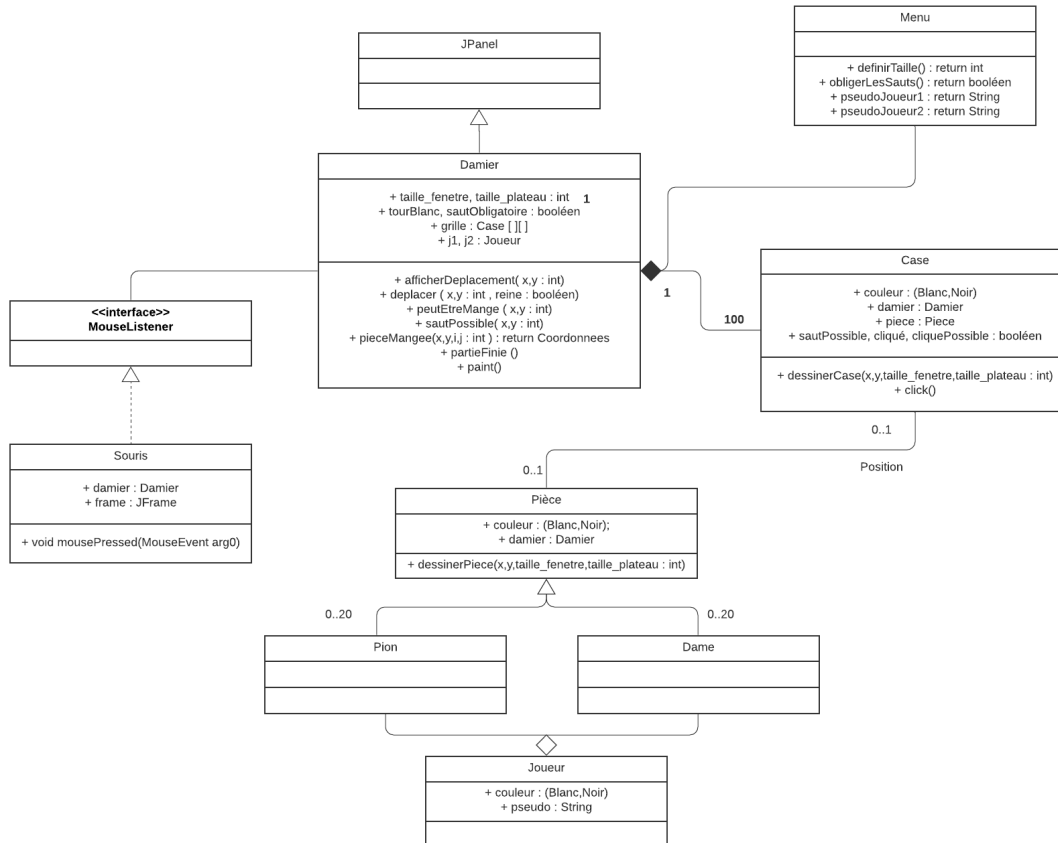 Menu
+ definirTaille() : return int
+ obligerLesSauts() : return booléen
+ pseudoJoueur1 : return String
+ pseudoJoueur2 : return String
JPanel
Damier
+ taille_fenetre, taille_plateau : int
+ tourBlanc, sautObligatoire : booléen
+ grille : Case [ ][ ]
+ j1, j2 : Joueur
1
+ afficherDeplacement( x,y : int)
+ deplacer ( x,y : int , reine : booléen)
+ peutEtreMange ( x,y : int)
+ sautPossible( x,y : int)
+ pieceMangee(x,y,i,j : int ) : return Coordonnees
+ partieFinie ()
+ paint()
1
100
Case
+ couleur : (Blanc,Noir)
+ damier : Damier
+ piece : Piece
+ sautPossible, cliqué, cliquePossible : booléen
+ dessinerCase(x,y,taille_fenetre,taille_plateau : int)
+ click()
<<interface>>
MouseListener
Souris
+ damier : Damier
+ frame : JFrame
+ void mousePressed(MouseEvent arg0)
0..1
Position
0..1
Pièce
+ couleur : (Blanc,Noir);
+ damier : Damier
+ dessinerPiece(x,y,taille_fenetre,taille_plateau : int)
0..20
0..20
Pion
Dame
Joueur
+ couleur : (Blanc,Noir)
+ pseudo : String